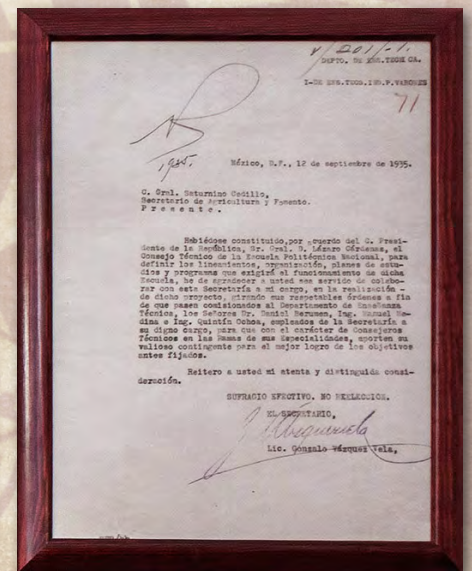 DEPTO. DE ENS.TECN CA.
I-DE ENS.TECN.IND.P.VARONES
71
1935.
México, D.F., 12 de septiembre de 1935.
C. Gral. Saturnino Cedillo,
Secretario de Agricultura y Fomento.
P r e s e n t e .
Habiéndose constituido,por acuerdo del C. Presi-
dente de la República, Sr. Gral. D. Lázaro Cárdenas, el
Consejo Técnico de la Escuela Politécnica Nacional, para
definir los lineamientos, organización, planes de estu-
dios y programas que exigirá el funcionamiento de dicha
Escuela, he de agradecer a usted se servicio de colabo-
rar con esta Secretaría a mi cargo, en la realización -
de dicho proyecto, girando sus respetables órdenes a fin
de que pasen comisionados al Departamento de Enseñanza
Técnica, los Señores Dr. Daniel Berumen, Ing. Manuel Me-
dina e Ing. Quintín Ochoa, empleados de la Secretaría a
su digno cargo, para que con el carácter de Consejeros
Técnicos en las Ramas de sus Especialidades, aporten su
valioso contingente para el mejor logro de los objetivos
antes fijados.
Reitero a usted mi atenta y distinguida consi-
deración.
SUFRAGIO EFECTIVO. NO REELECCION.
EL SECRETARIO,
Lic. Gonzalo Vázquez Vela,